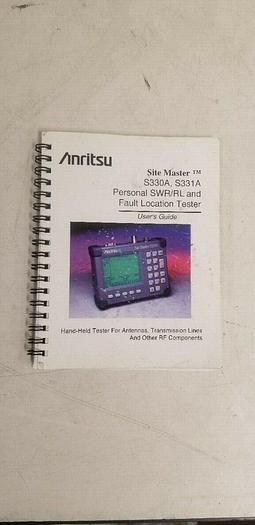 Anritsu
Site Master ™
S330A, S331A
Personal SWR/RL and
Fault Location Tester
User's Guide
Hand-Held Tester For Antennas, Transmission Lines
And Other RF Components